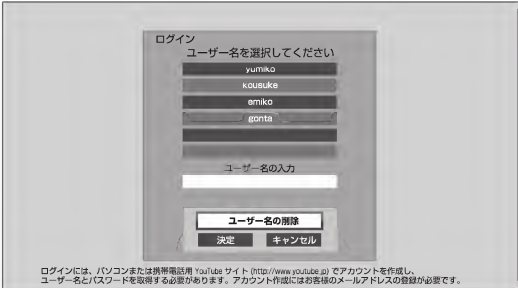 ログイン
ユーザー名を選択してください
yumiko
kousuke
emiko
gonta
ユーザー名の入力
ユーザー名の削除
決定 キャンセル
ログインには、パソコンまたは携帯電話用 YouTube サイト (http://www.youtube.jp) でアカウントを作成し、
ユーザー名とパスワードを取得する必要があります。アカウント作成にはお客様のメールアドレスの登録が必要です。